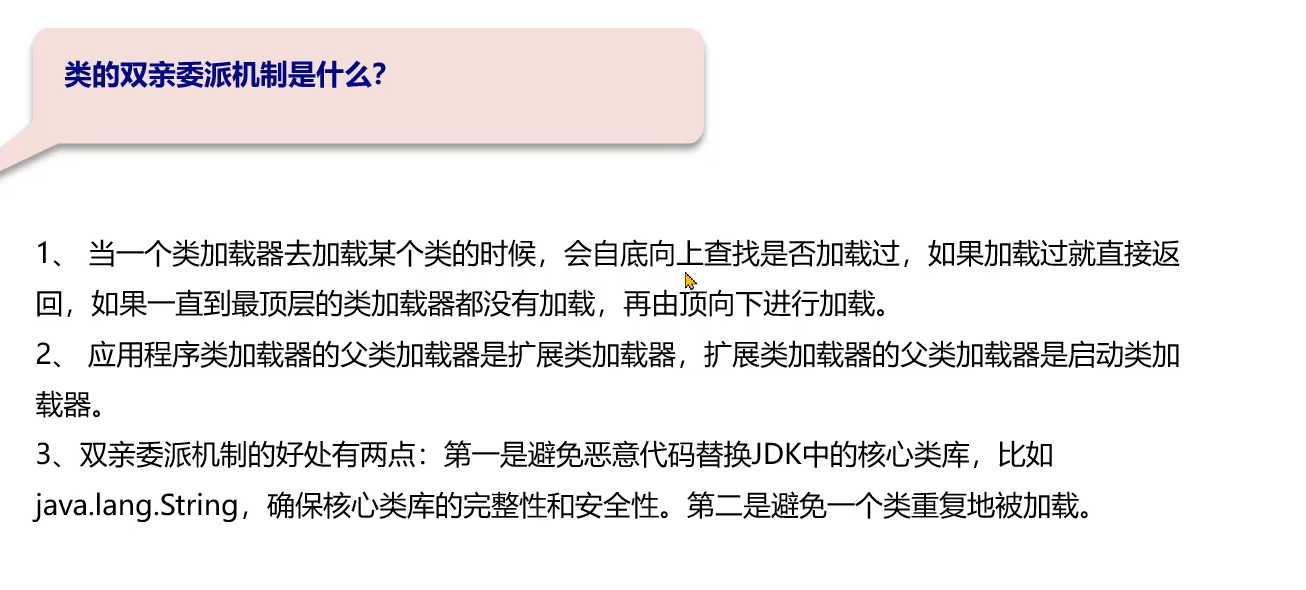 类的双亲委派机制是什么？
1、 当一个类加载器去加载某个类的时候，会自底向上查找是否加载过，如果加载过就直接返
回，如果一直到最顶层的类加载器都没有加载，再由顶向下进行加载。
2、 应用程序类加载器的父类加载器是扩展类加载器，扩展类加载器的父类加载器是启动类加
载器。
3、双亲委派机制的好处有两点：第一是避免恶意代码替换JDK中的核心类库，比如
java.lang.String，确保核心类库的完整性和安全性。第二是避免一个类重复地被加载。